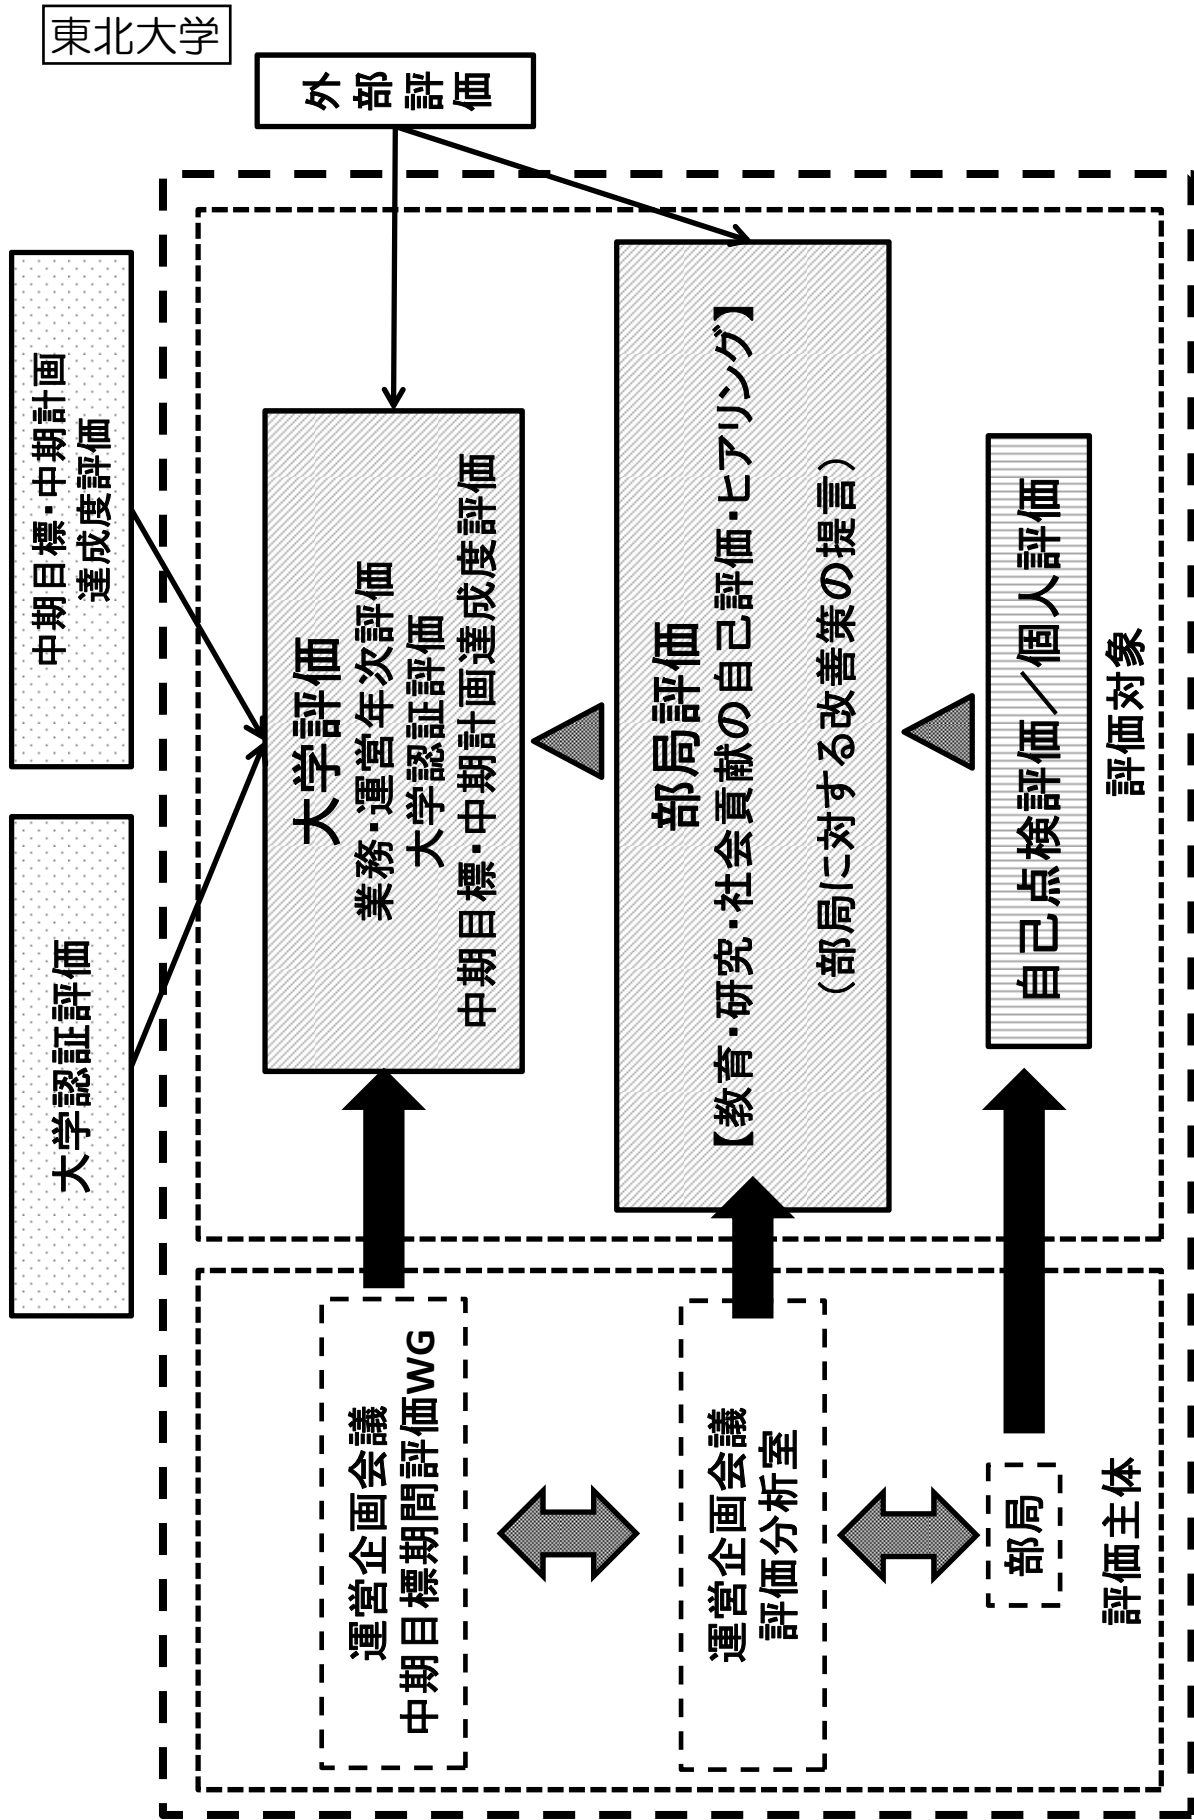 東北大学
外部評価
大学認証評価
中期目標・中期計画
達成度評価
運営企画会議
中期目標期間評価WG
大学評価
業務・運営年次評価
大学認証評価
中期目標・中期計画達成度評価
運営企画会議
評価分析室
部局評価
【教育・研究・社会貢献の自己評価・ヒアリング】
（部局に対する改善策の提言）
部局
自己点検評価／個人評価
評価主体
評価対象